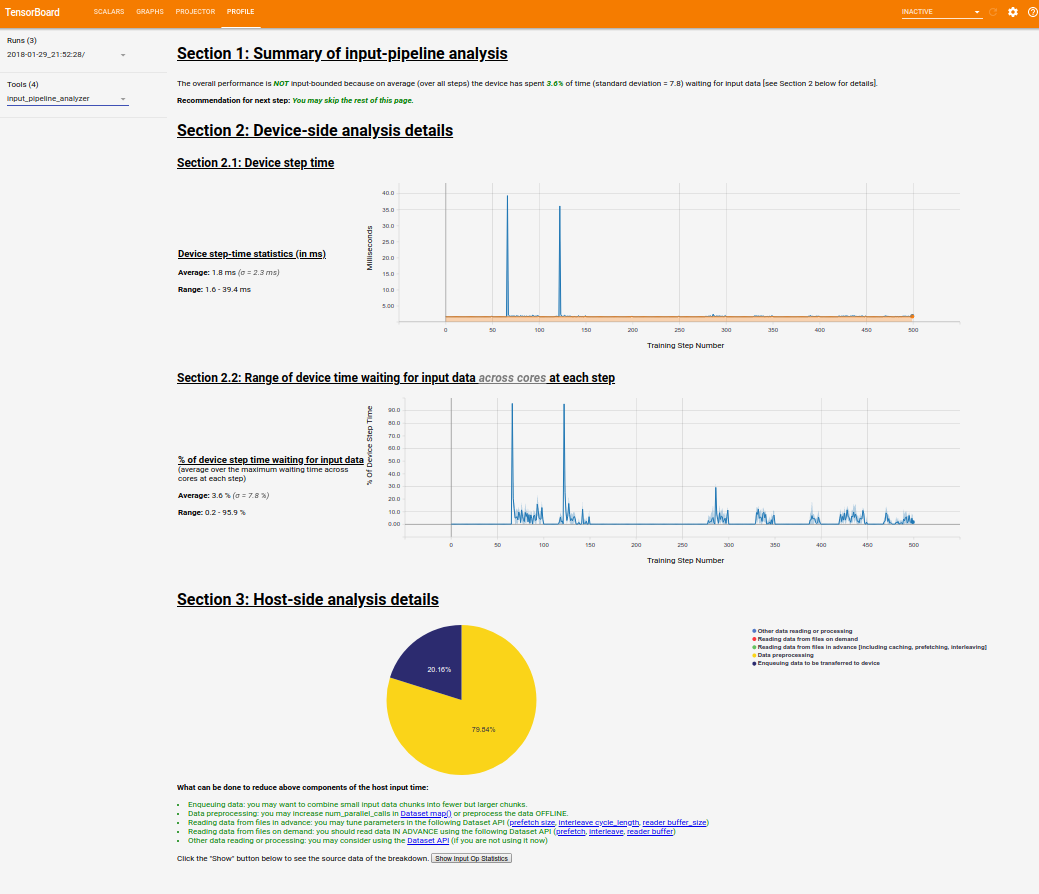 TensorBoard SCALARS GRAPHS PROJECTOR PROFILE INACTIVE
Runs (3)
2018-01-29_21:52:28/
Tools (4)
input_pipeline_analyzer
Section 1: Summary of input-pipeline analysis
The overall performance is NOT input-bounded because on average (over all steps) the device has spent 3.6% of time (standard deviation = 7.8) waiting for input data [see Section 2 below for details].
Recommendation for next step: You may skip the rest of this page.
Section 2: Device-side analysis details
Section 2.1: Device step time
Device step-time statistics (in ms)
Average: 1.8 ms (σ = 2.3 ms)
Range: 1.6 - 39.4 ms
Milliseconds
40.0
35.0
30.0
25.0
20.0
15.0
10.0
5.00
0 50 100 150 200 250 300 350 400 450 500
Training Step Number
Section 2.2: Range of device time waiting for input data across cores at each step
% of device step time waiting for input data
(average over the maximum waiting time across
cores at each step)
Average: 3.6 % (σ = 7.8 %)
Range: 0.2 - 95.9 %
% Of Device Step Time
90.0
80.0
70.0
60.0
50.0
40.0
30.0
20.0
10.0
0.00
0 50 100 150 200 250 300 350 400 450 500
Training Step Number
Section 3: Host-side analysis details
20.16%
79.84%
Other data reading or processing
Reading data from files on demand
Reading data from files in advance [including caching, prefetching, interleaving]
Data preprocessing
Enqueuing data to be transferred to device
What can be done to reduce above components of the host input time:
• Enqueuing data: you may want to combine small input data chunks into fewer but larger chunks.
• Data preprocessing: you may increase num_parallel_calls in Dataset map() or preprocess the data OFFLINE.
• Reading data from files in advance: you may tune parameters in the following Dataset API (prefetch size, interleave cycle_length, reader buffer_size)
• Reading data from files on demand: you should read data IN ADVANCE using the following Dataset API (prefetch, interleave, reader buffer)
• Other data reading or processing: you may consider using the Dataset API (if you are not using it now)
Click the "Show" button below to see the source data of the breakdown. Show Input Op Statistics